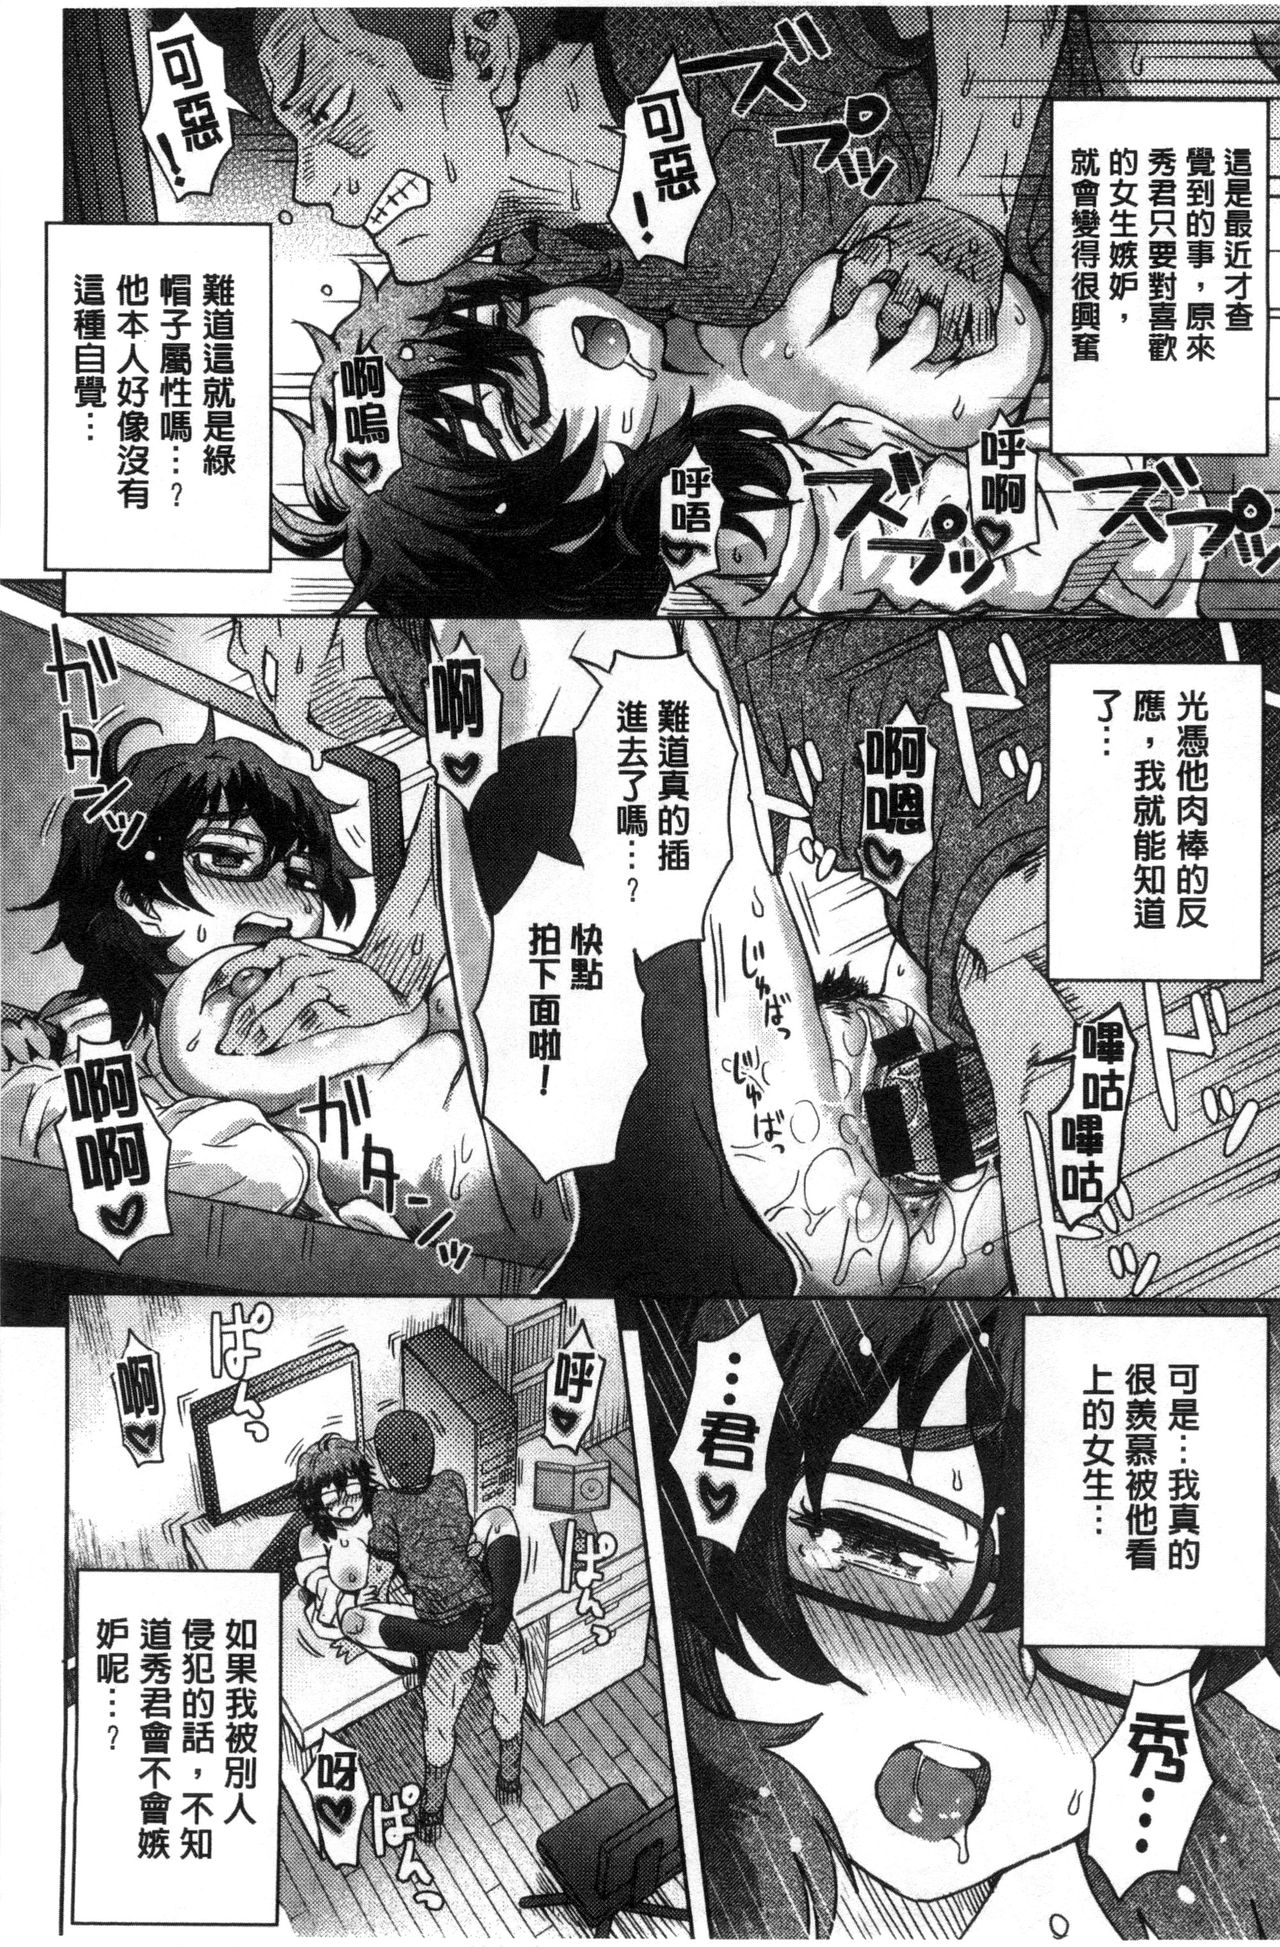 這是最近才查
覺到的事，原來
秀君只要對喜歡
的女生嫉妒，
就會變得很興奮
ズプッ
可惡！
可惡！
呼啊
ズプッ
ズプッ
呼唔
啊嗚
難道這就是綠
帽子屬性嗎…？
他本人好像沒有
這種自覺…
光憑他肉棒的反
應，我就能知道
了…
啊嗯
嗶咕
嗶咕
じゅばっ
じゅばっ
難道真的插
進去了嗎…？
快點
拍下面啦！
啊
ガタンッ
ガタンッ
啊啊
可是…我真的
很羨慕被他看
上的女生…
秀…
…君
呼
ぱんっ
啊
ぱんっ
呀
ぱんっ
如果我被別人
侵犯的話，不知
道秀君會不會嫉
妒呢…？